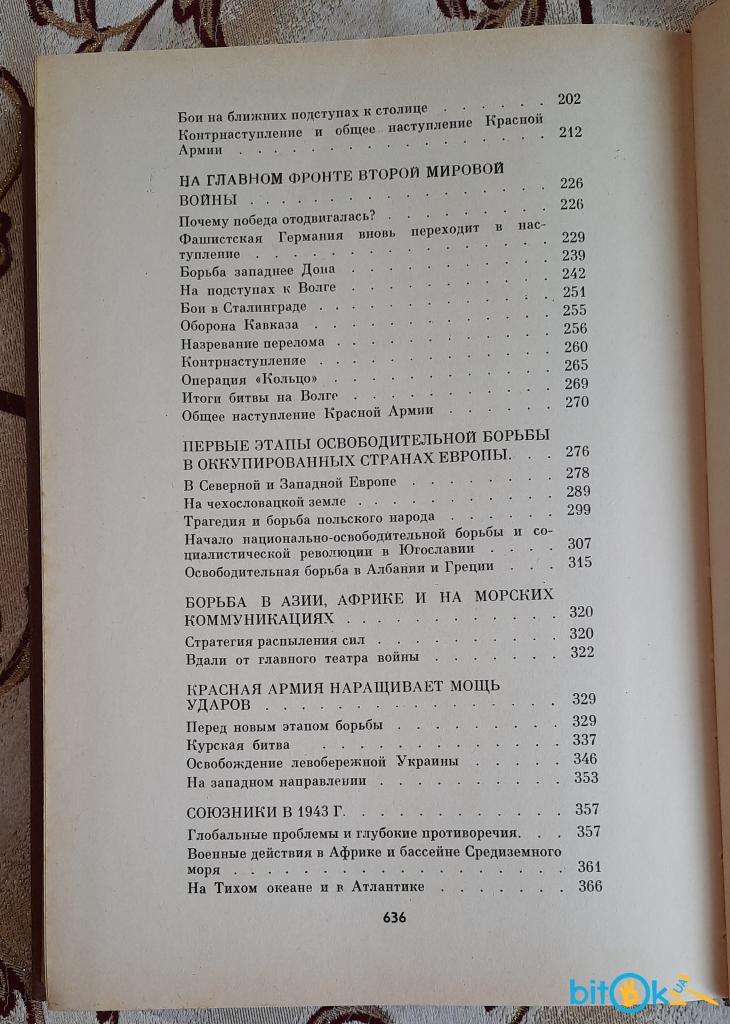 Бои на ближних подступах к столице . . . . . . 202
Контрнаступление и общее наступление Красной
Армии . . . . . . . . . . . . . . . . 212
НА ГЛАВНОМ ФРОНТЕ ВТОРОЙ МИРОВОЙ
ВОЙНЫ . . . . . . . . . . . . . . . . 226
Почему победа отодвигалась? . . . . . . . . . 226
Фашистская Германия вновь переходит в нас-
тупление . . . . . . . . . . . . . . . 229
Борьба западнее Дона . . . . . . . . . . . 239
На подступах к Волге . . . . . . . . . . . 242
Бои в Сталинграде . . . . . . . . . . . . 251
Оборона Кавказа . . . . . . . . . . . . 255
Назревание перелома . . . . . . . . . . . 256
Контрнаступление . . . . . . . . . . . . 260
Операция «Кольцо» . . . . . . . . . . . 265
Итоги битвы на Волге . . . . . . . . . . 269
Общее наступление Красной Армии . . . . . . 270
ПЕРВЫЕ ЭТАПЫ ОСВОБОДИТЕЛЬНОЙ БОРЬБЫ
В ОККУПИРОВАННЫХ СТРАНАХ ЕВРОПЫ. . . 276
В Северной и Западной Европе . . . . . . . . 278
На чехословацкой земле . . . . . . . . . . 289
Трагедия и борьба польского народа . . . . . . 299
Начало национально-освободительной борьбы и со-
циалистической революции в Югославии . . . . 307
Освободительная борьба в Албании и Греции . . . 315
БОРЬБА В АЗИИ, АФРИКЕ И НА МОРСКИХ
КОММУНИКАЦИЯХ . . . . . . . . . . . . 320
Стратегия распыления сил . . . . . . . . . . 320
Вдали от главного театра войны . . . . . . . 322
КРАСНАЯ АРМИЯ НАРАЩИВАЕТ МОЩЬ
УДАРОВ . . . . . . . . . . . . . . . 329
Перед новым этапом борьбы . . . . . . . . . 329
Курская битва . . . . . . . . . . . . 337
Освобождение левобережной Украины . . . . . 346
На западном направлении . . . . . . . . . . 353
СОЮЗНИКИ В 1943 Г. . . . . . . . . . . . 357
Глобальные проблемы и глубокие противоречия. . . 357
Военные действия в Африке и бассейне Средиземного
моря . . . . . . . . . . . . . . . . . 361
На Тихом океане и в Атлантике . . . . . . . . 366
636
bitOk
UA